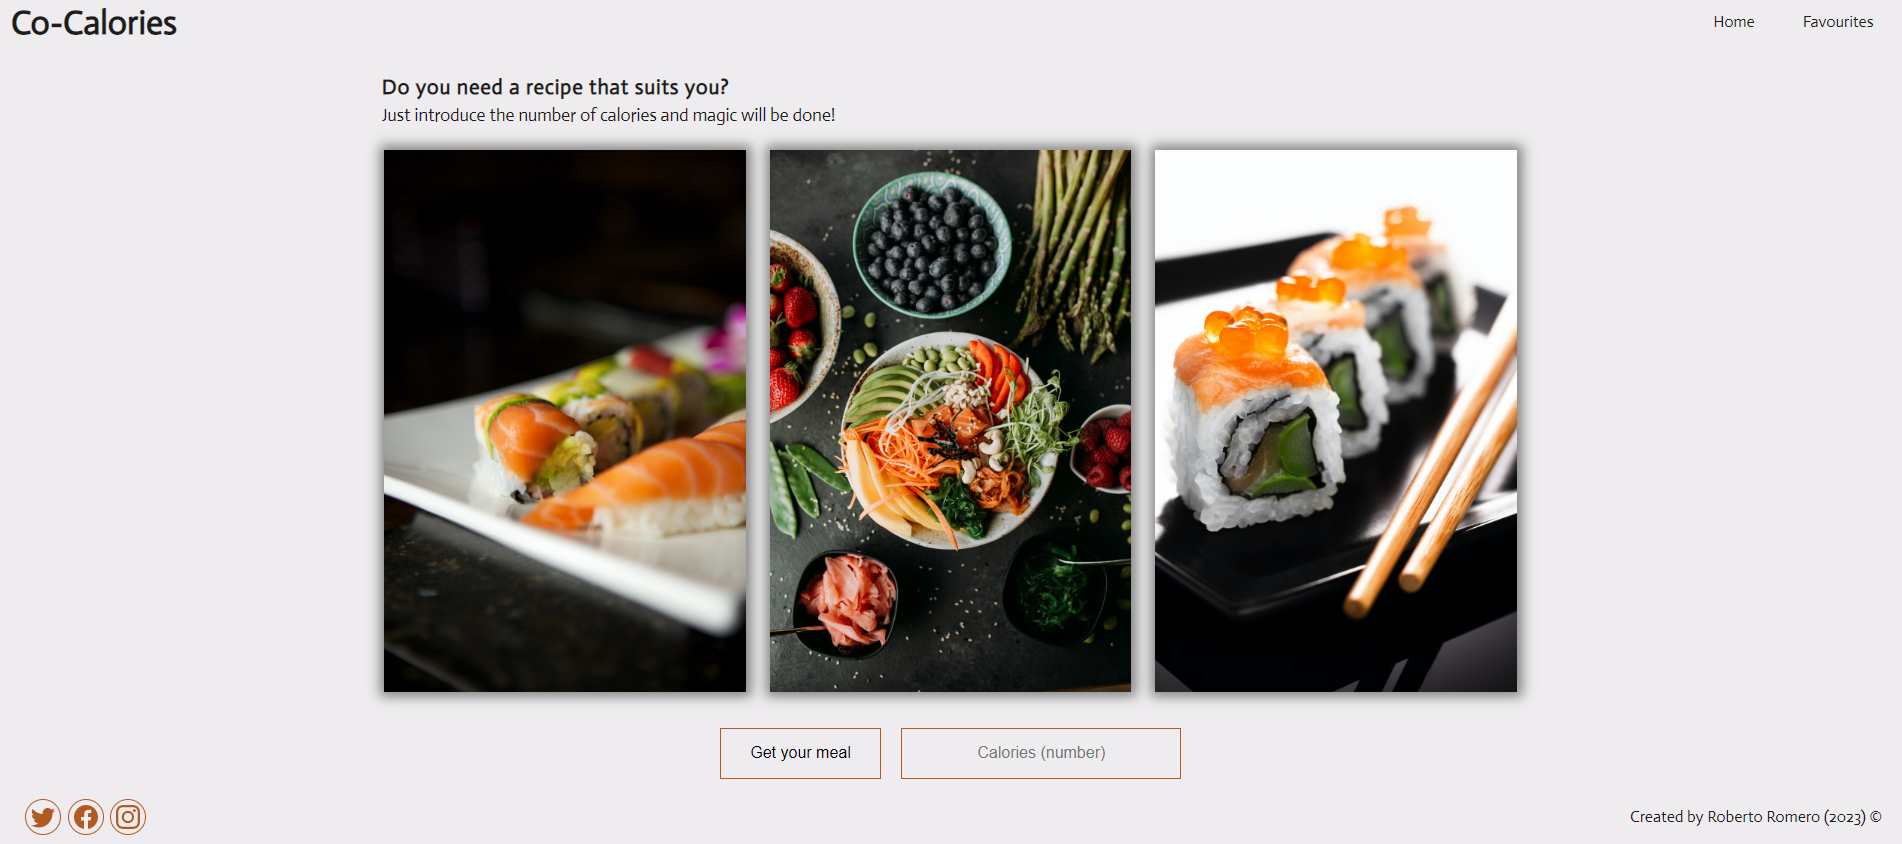 Co-Calories
Home
Favourites
Do you need a recipe that suits you?
Just introduce the number of calories and magic will be done!
Get your meal
Calories (number)
Created by Roberto Romero (2023) ©